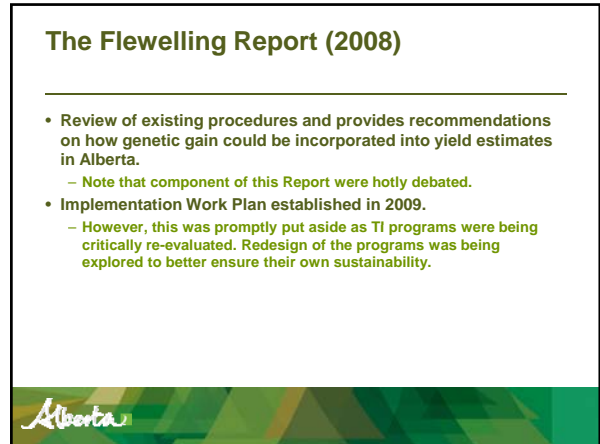 The Flewelling Report (2008)
• Review of existing procedures and provides recommendations
on how genetic gain could be incorporated into yield estimates
in Alberta.
– Note that component of this Report were hotly debated.
• Implementation Work Plan established in 2009.
– However, this was promptly put aside as TI programs were being
critically re-evaluated. Redesign of the programs was being
explored to better ensure their own sustainability.
Alberta